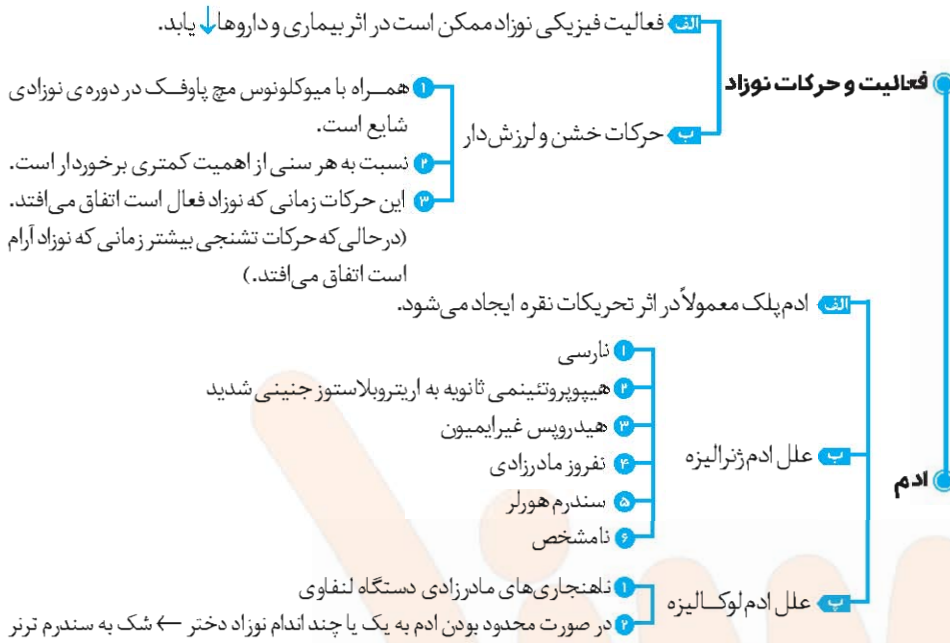 الف فعالیت فیزیکی نوزاد ممکن است در اثر بیماری و داروها ↓ یابد.
فعالیت و حرکات نوزاد
ب حرکات خشن و لرزش‌دار
۱ همـراه با میوکلونوس مچ پاوفـک در دوره‌ی نوزادی
شایع است.
۲ نسبت به هر سنی از اهمیت کمتری برخوردار است.
۳ این حرکات زمانی که نوزاد فعال است اتفاق می‌افتد.
(در حالی‌که حرکات تشنجی بیشتر زمانی که نوزاد آرام
است اتفاق می‌افتد.)
ادم
الف ادم پلک معمولاً در اثر تحریکات نقره ایجاد می‌شود.
ب علل ادم ژنرالیزه
۱ نارسی
۲ هیپوپروتئینمی ثانویه به اریتروبلاستوز جنینی شدید
۳ هیدروپس غیرایمیون
۴ نفروز مادرزادی
۵ سندرم هورلر
۶ نامشخص
پ علل ادم لوکـالیزه
۱ ناهنجاری‌های مادرزادی دستگاه لنفاوی
۲ در صورت محدود بودن ادم به یک یا چند اندام نوزاد دختر ← شک به سندرم ترنر